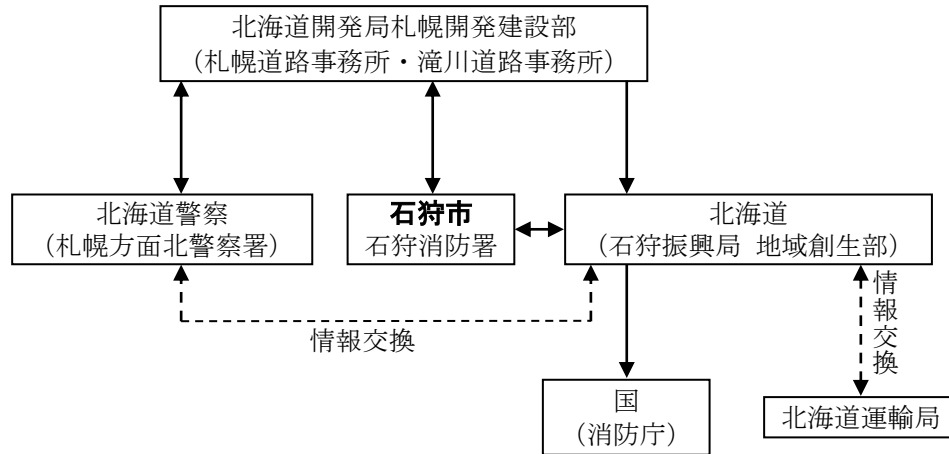 北海道開発局札幌開発建設部
（札幌道路事務所・滝川道路事務所）
北海道警察
（札幌方面北警察署）
石狩市
石狩消防署
北海道
（石狩振興局 地域創生部）
情報交換
情報交換
国
（消防庁）
北海道運輸局